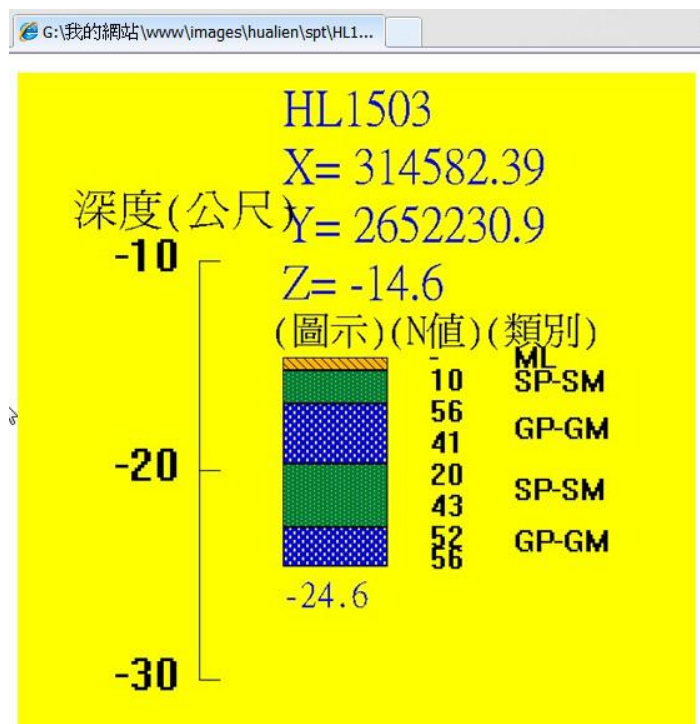 G:\我的網站\www\images\hualien\spt\HL1...
HL1503
X= 314582.39
深度(公尺)
Y= 2652230.9
-10
Z= -14.6
(圖示)(N值)(類別)
- ML
10 SP-SM
56
GP-GM
41
-20
20
SP-SM
43
52
GP-GM
56
-24.6
-30